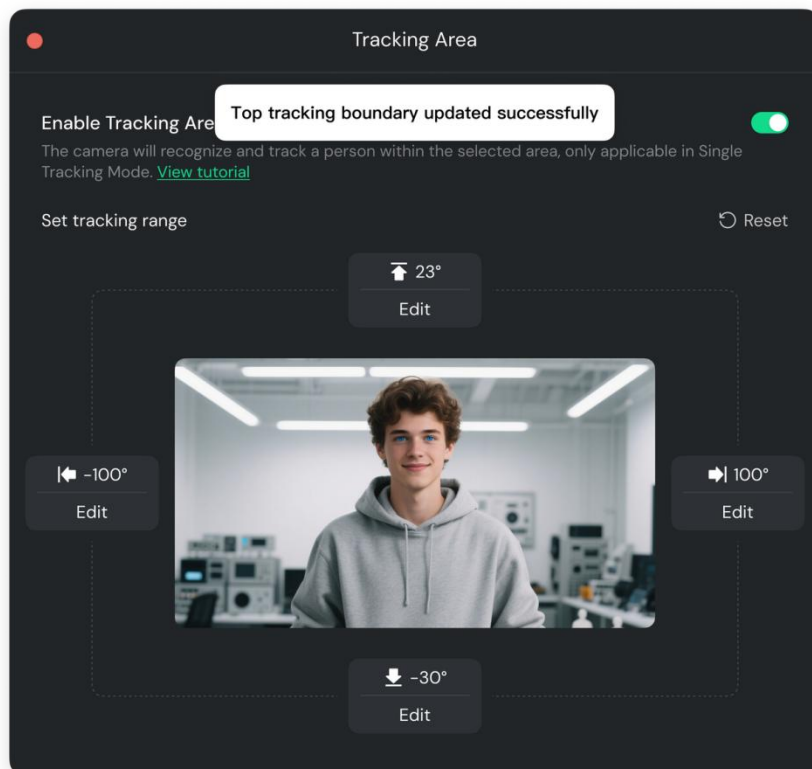 Tracking Area
Top tracking boundary updated successfully
Enable Tracking Are
The camera will recognize and track a person within the selected area, only applicable in Single
Tracking Mode. View tutorial
Set tracking range
Reset
23°
Edit
-100°
Edit
100°
Edit
-30°
Edit